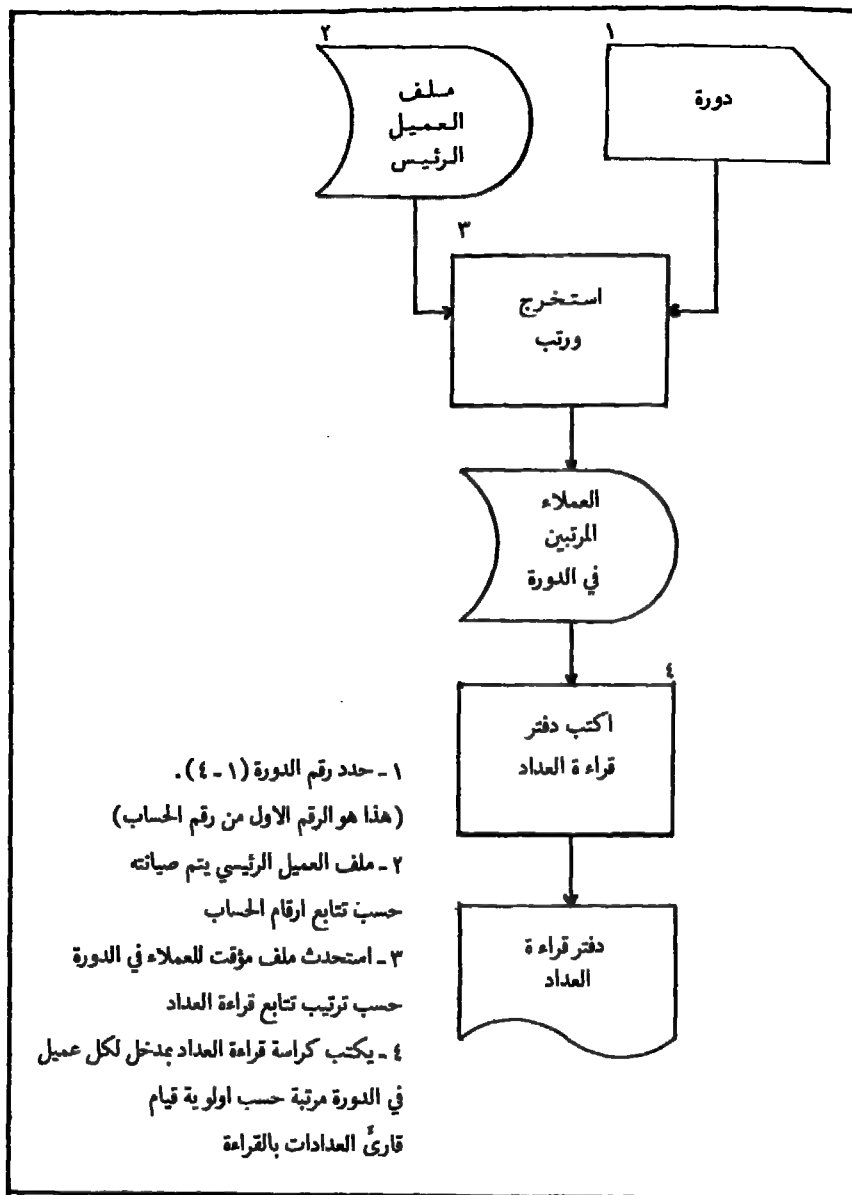 ١
دورة
٢
ملف
العميل
الرئيس
٣
استخرج
ورتب
العملاء
المرتبين
في الدورة
٤
اكتب دفتر
قراءة العداد
دفتر قراءة
العداد
١ ـ حدد رقم الدورة (١ ـ ٤) .
(هذا هو الرقم الاول من رقم الحساب)
٢ ـ ملف العميل الرئيسي يتم صيانته
حسب تتابع ارقام الحساب
٣ ـ استحدث ملف مؤقت للعملاء في الدورة
حسب ترتيب تتابع قراءة العداد
٤ ـ يكتب كراسة قراءة العداد بمدخل لكل عميل
في الدورة مرتبة حسب اولوية قيام
قارئ العدادات بالقراءة